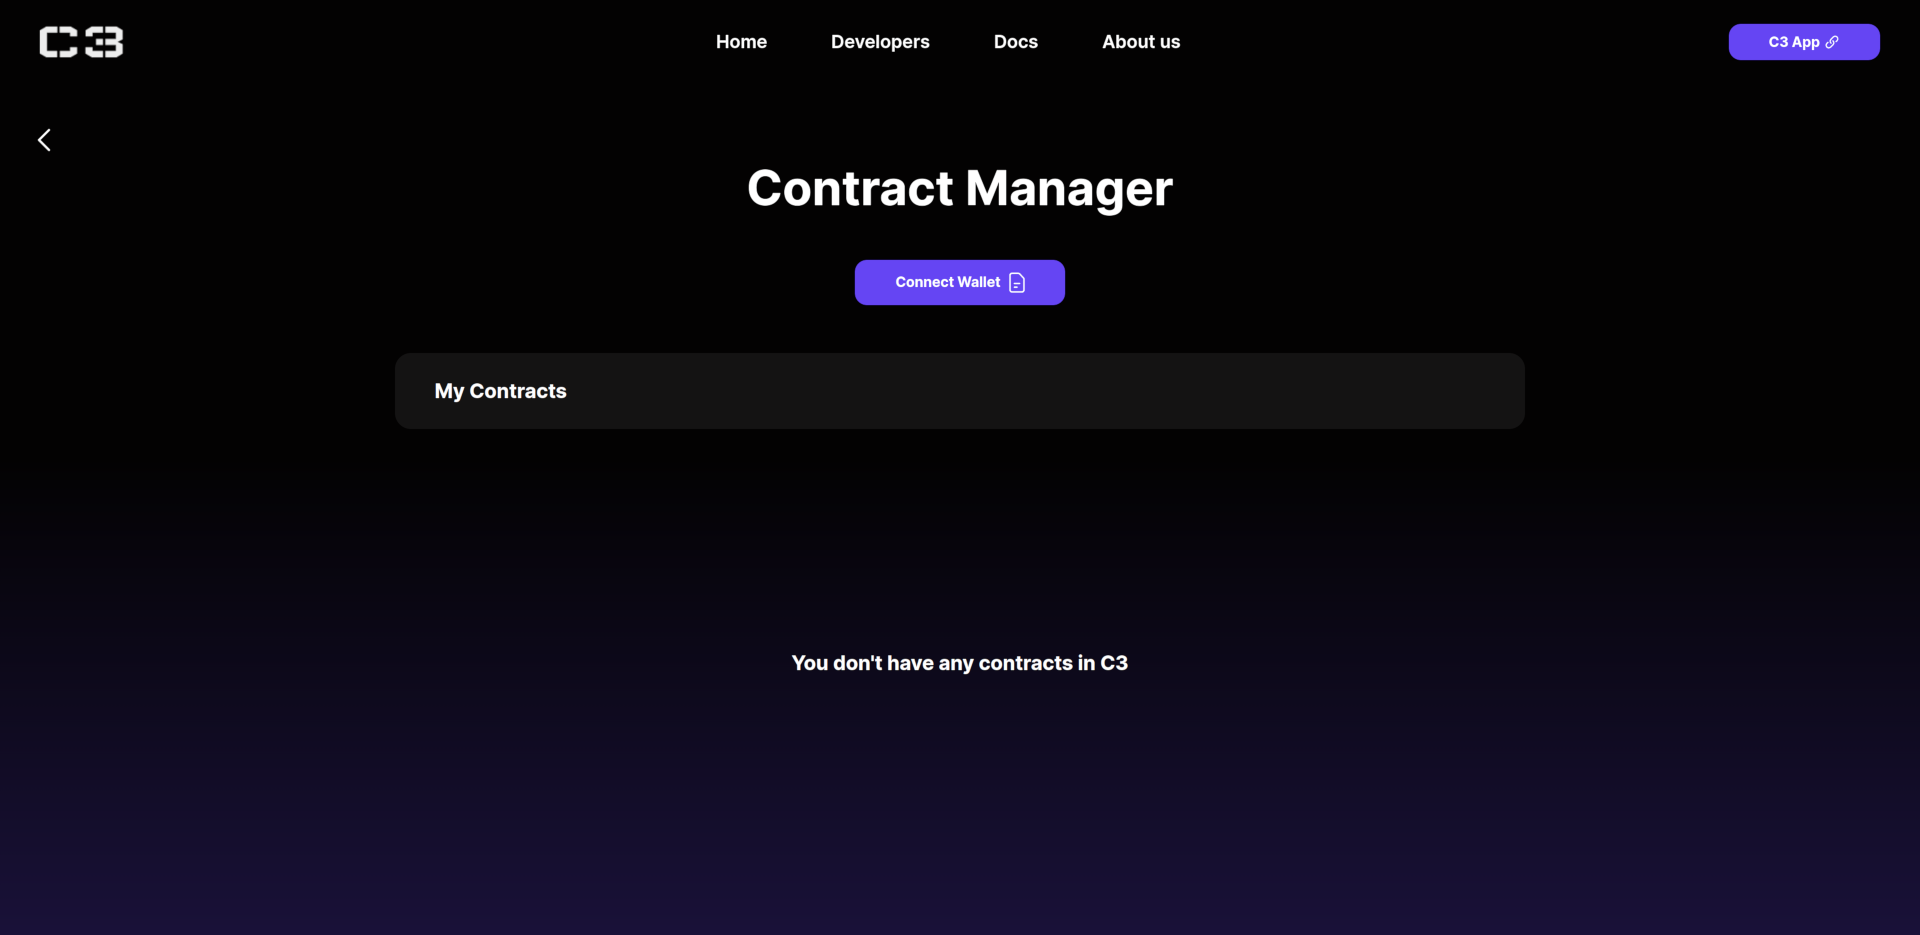 C3
Home
Developers
Docs
About us
C3 App
Contract Manager
Connect Wallet
My Contracts
You don't have any contracts in C3